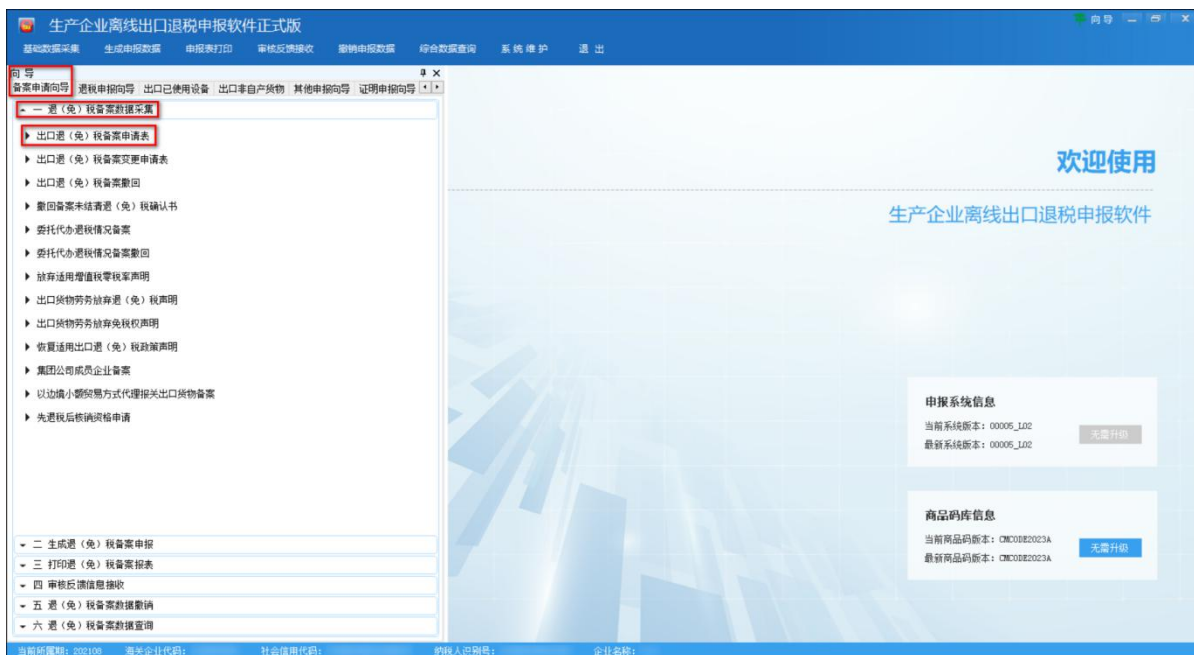 生产企业离线出口退税申报软件正式版
向导
基础数据采集 生成申报数据 申报表打印 审核反馈接收 撤销申报数据 综合数据查询 系统维护 退出
向导
备案申请向导 退税申报向导 出口已使用设备 出口非自产货物 其他申报向导 证明申报向导
一 退（免）税备案数据采集
出口退（免）税备案申请表
出口退（免）税备案变更申请表
出口退（免）税备案撤回
撤回备案未结清退（免）税确认书
委托代办退税情况备案
委托代办退税情况备案撤回
放弃适用增值税零税率声明
出口货物劳务放弃退（免）税声明
出口货物劳务放弃免税权声明
恢复适用出口退（免）税政策声明
集团公司成员企业备案
以边境小额贸易方式代理报关出口货物备案
先退税后核销资格申请
二 生成退（免）税备案申报
三 打印退（免）税备案报表
四 审核反馈信息接收
五 退（免）税备案数据撤销
六 退（免）税备案数据查询
欢迎使用
生产企业离线出口退税申报软件
申报系统信息
当前系统版本：00005_L02
最新系统版本：00005_L02
无需升级
商品码库信息
当前商品码版本：CMCODE2023A
最新商品码版本：CMCODE2023A
无需升级
当前所属期：202108 海关企业代码： 社会信用代码： 纳税人识别号： 企业名称：